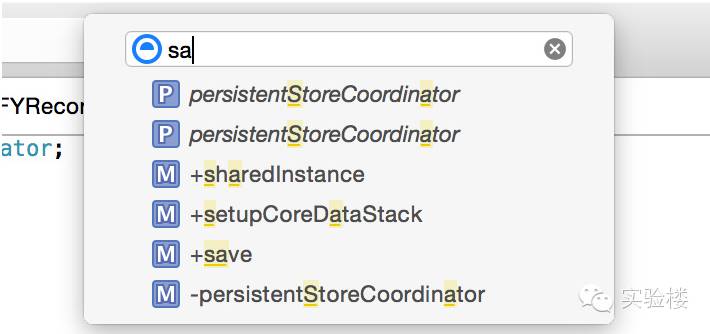 sa
FYRecor
P persistentStoreCoordinator
ator;
P persistentStoreCoordinator
M +sharedInstance
M +setupCoreDataStack
M +save
M -persistentStoreCoordinator
实验楼